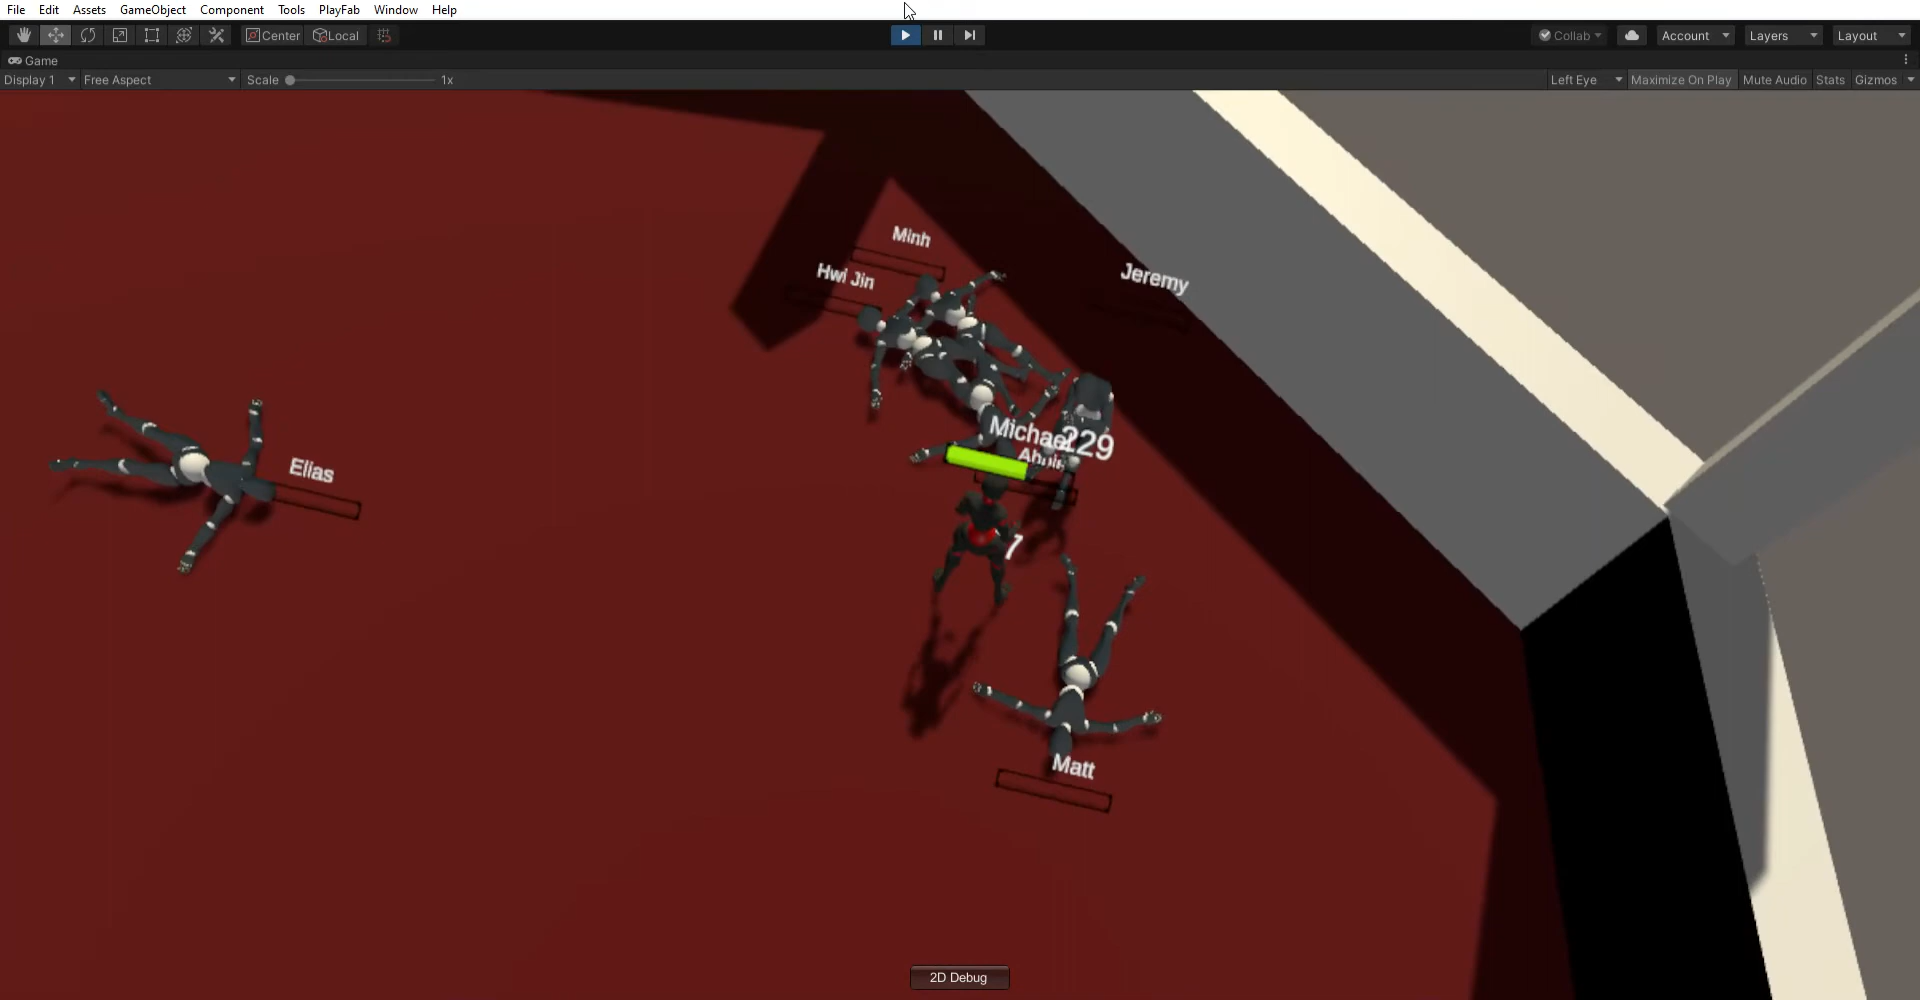 File Edit Assets GameObject Component Tools PlayFab Window Help
Center Local Collab Account Layers Layout
Game
Display 1 Free Aspect Scale 1x Left Eye Maximize On Play Mute Audio Stats Gizmos
Minh
Hwi Jin
Jeremy
Michael
229
Elias
7
Matt
2D Debug